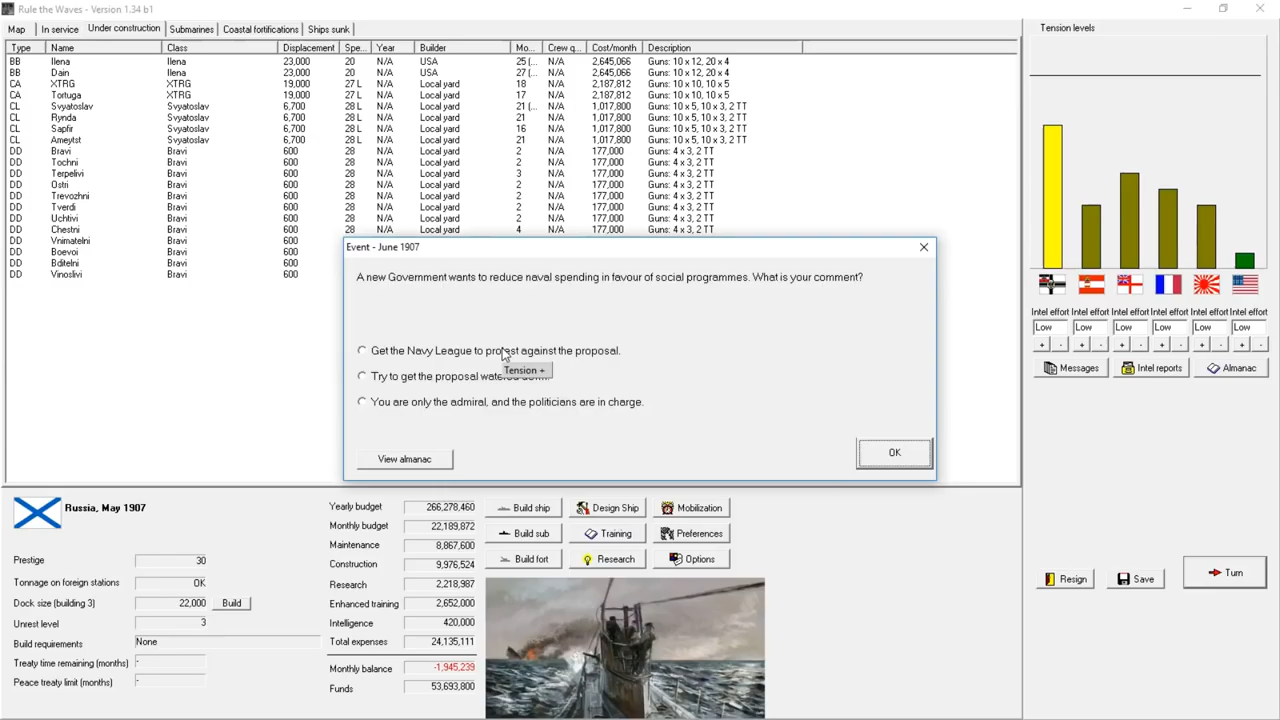 Rule the Waves - Version 1.34 b1
Map In service Under construction Submarines Coastal fortifications Ships sunk
Type Name Class Displacement Spe... Year Builder Mo... Crew q... Cost/month Description
BB Ilena Ilena 23,000 20 N/A USA 25 (... N/A 2,645,066 Guns: 10 x 12, 20 x 4
BB Dain Ilena 23,000 20 N/A USA 27 (... N/A 2,645,066 Guns: 10 x 12, 20 x 4
CA XTRG XTRG 19,000 27 L N/A Local yard 18 N/A 2,187,812 Guns: 10 x 10, 10 x 5
CA Tortuga XTRG 19,000 27 L N/A Local yard 17 N/A 2,187,812 Guns: 10 x 10, 10 x 5
CL Svyatoslav Svyatoslav 6,700 28 L N/A Local yard 21 (... N/A 1,017,800 Guns: 10 x 5, 10 x 3, 2 TT
CL Rynda Svyatoslav 6,700 28 L N/A Local yard 21 N/A 1,017,800 Guns: 10 x 5, 10 x 3, 2 TT
CL Sapfir Svyatoslav 6,700 28 L N/A Local yard 16 N/A 1,017,800 Guns: 10 x 5, 10 x 3, 2 TT
CL Ameytst Svyatoslav 6,700 28 L N/A Local yard 21 N/A 1,017,800 Guns: 10 x 5, 10 x 3, 2 TT
DD Bravi Bravi 600 28 N/A Local yard 2 N/A 177,000 Guns: 4 x 3, 2 TT
DD Tochni Bravi 600 28 N/A Local yard 2 N/A 177,000 Guns: 4 x 3, 2 TT
DD Terpelivi Bravi 600 28 N/A Local yard 3 N/A 177,000 Guns: 4 x 3, 2 TT
DD Ostri Bravi 600 28 N/A Local yard 2 N/A 177,000 Guns: 4 x 3, 2 TT
DD Trevozhni Bravi 600 28 N/A Local yard 2 N/A 177,000 Guns: 4 x 3, 2 TT
DD Tverdi Bravi 600 28 N/A Local yard 2 N/A 177,000 Guns: 4 x 3, 2 TT
DD Uchtivi Bravi 600 28 N/A Local yard 2 N/A 177,000 Guns: 4 x 3, 2 TT
DD Chestni Bravi 600 28 N/A Local yard 4 N/A 177,000 Guns: 4 x 3, 2 TT
DD Vnimatelni Bravi 600
DD Boevoi Bravi 600
DD Bditelni Bravi 600
DD Vinoslivi Bravi 600
Event - June 1907
A new Government wants to reduce naval spending in favour of social programmes. What is your comment?
Get the Navy League to protest against the proposal.
Tension +
Try to get the proposal
You are only the admiral, and the politicians are in charge.
View almanac
OK
Tension levels
Intel effort Intel effort Intel effort Intel effort Intel effort Intel effort
Low Low Low Low Low Low
+ - + - + - + - + - + -
Messages Intel reports Almanac
Russia, May 1907
Prestige 30
Tonnage on foreign stations OK
Dock size (building 3) 22,000 Build
Unrest level 3
Build requirements None
Treaty time remaining (months) -
Peace treaty limit (months) -
Yearly budget 266,278,460
Monthly budget 22,189,872
Maintenance 8,867,600
Construction 9,976,524
Research 2,218,987
Enhanced training 2,652,000
Intelligence 420,000
Total expenses 24,135,111
Monthly balance -1,945,239
Funds 53,693,800
Build ship Design Ship Mobilization
Build sub Training Preferences
Build fort Research Options
Resign Save Turn